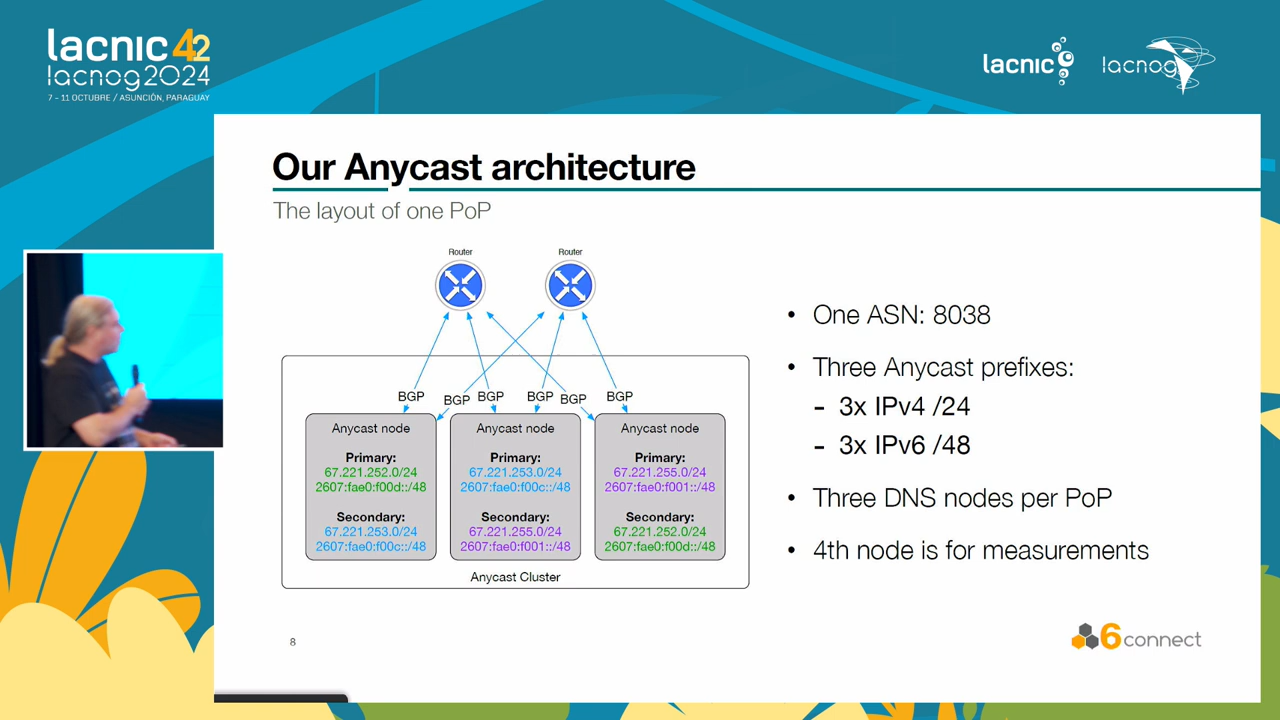 lacnic 42
lacnog2024
7 - 11 OCTUBRE / ASUNCIÓN, PARAGUAY
lacnic
lacnog
Our Anycast architecture
The layout of one PoP
Router
Router
BGP
BGP
BGP
BGP
BGP
BGP
Anycast node
Primary:
67.221.252.0/24
2607:fae0:f00d::/48
Secondary:
67.221.253.0/24
2607:fae0:f00c::/48
Anycast node
Primary:
67.221.253.0/24
2607:fae0:f00c::/48
Secondary:
67.221.255.0/24
2607:fae0:f001::/48
Anycast node
Primary:
67.221.255.0/24
2607:fae0:f001::/48
Secondary:
67.221.252.0/24
2607:fae0:f00d::/48
Anycast Cluster
• One ASN: 8038
• Three Anycast prefixes:
- 3x IPv4 /24
- 3x IPv6 /48
• Three DNS nodes per PoP
• 4th node is for measurements
8
6connect